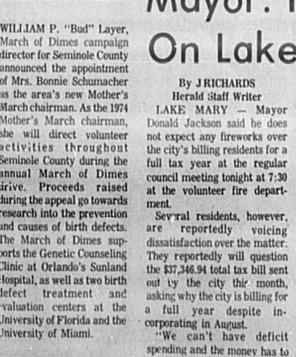 WILLIAM P. "Bud" Layer,
March of Dimes campaign
director for Seminole County
announced the appointment
of Mrs. Bonnie Schumacher
as the area's new Mother's
March chairman. As the 1974
Mother's March chairman,
she will direct volunteer
activities throughout
Seminole County during the
annual March of Dimes
drive. Proceeds raised
during the appeal go towards
research into the prevention
and causes of birth defects.
The March of Dimes sup-
ports the Genetic Counseling
Clinic at Orlando's Sunland
Hospital, as well as two birth
defect treatment and
evaluation centers at the
University of Florida and the
University of Miami.
Mayor:
On Lake
By J RICHARDS
Herald Staff Writer
LAKE MARY — Mayor
Donald Jackson said he does
not expect any fireworks over
the city's billing residents for a
full tax year at the regular
council meeting tonight at 7:30
at the volunteer fire depart-
ment.
Several residents, however,
are reportedly voicing
dissatisfaction over the matter.
They reportedly will question
the $37,346.94 total tax bill sent
out by the city this month,
asking why the city is billing for
a full year despite in-
corporating in August.
"We can't have deficit
spending and the money has to